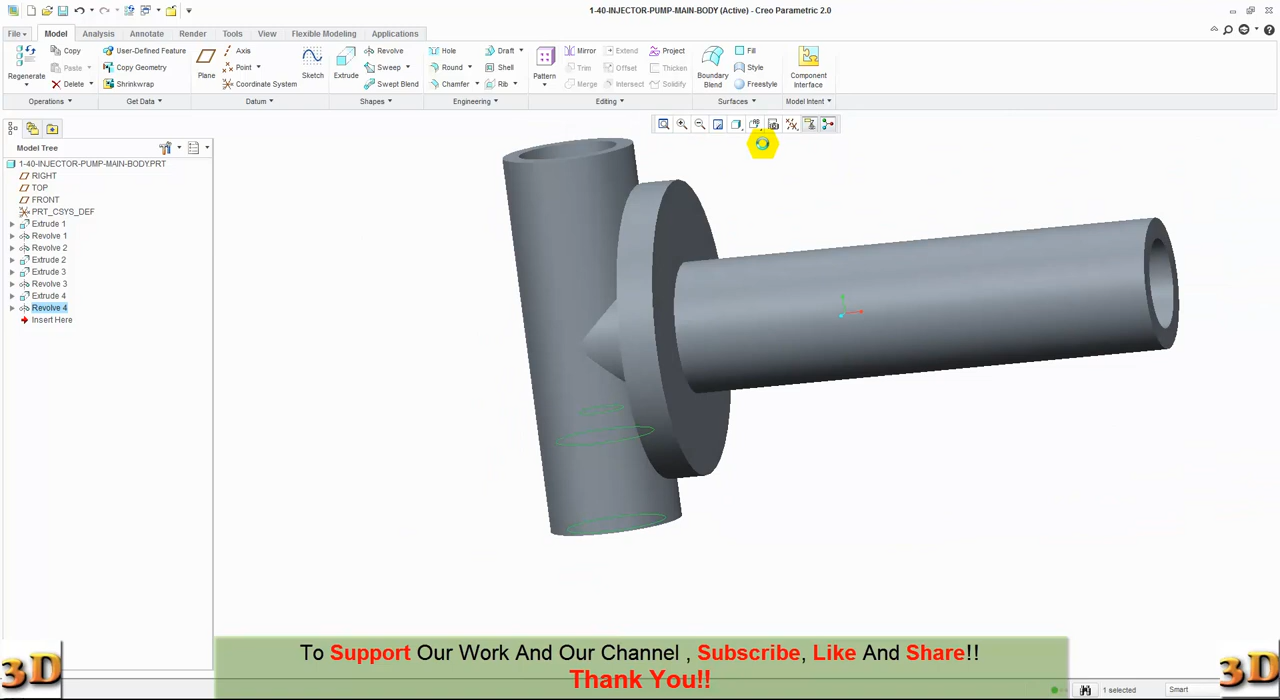 1-40-INJECTOR-PUMP-MAIN-BODY (Active) - Creo Parametric 2.0
File Model Analysis Annotate Render Tools View Flexible Modeling Applications
Regenerate Copy Paste Delete
Operations
User-Defined Feature Copy Geometry Shrinkwrap
Get Data
Plane Axis Point Coordinate System Sketch
Datum
Extrude Revolve Sweep Swept Blend
Shapes
Hole Round Chamfer Draft Shell Rib
Engineering
Pattern Mirror Trim Merge Extend Offset Intersect Project Thicken Solidify
Editing
Boundary Blend Fill Style Freestyle
Surfaces
Component Interface
Model Intent
Model Tree
1-40-INJECTOR-PUMP-MAIN-BODY.PRT
RIGHT
TOP
FRONT
PRT_CSYS_DEF
Extrude 1
Revolve 1
Revolve 2
Extrude 2
Extrude 3
Revolve 3
Extrude 4
Revolve 4
Insert Here
To Support Our Work And Our Channel , Subscribe, Like And Share!!
Thank You!!
3D
3D
1 selected
Smart